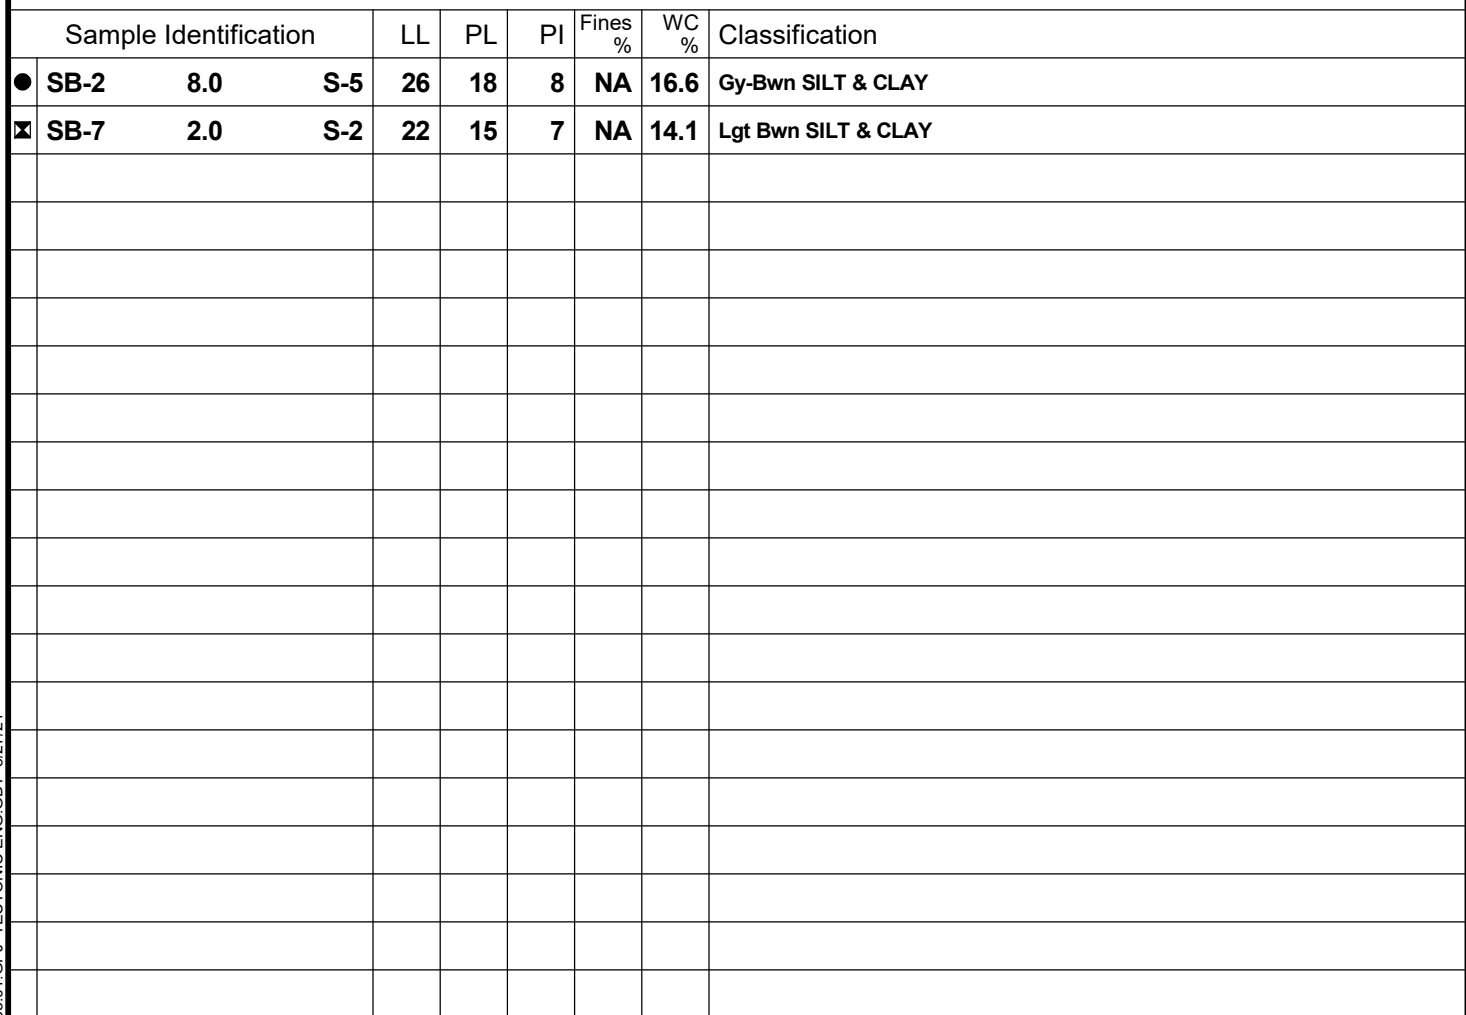 Sample Identification LL PL PI Fines % WC % Classification
SB-2 8.0 S-5 26 18 8 NA 16.6 Gy-Bwn SILT & CLAY
SB-7 2.0 S-2 22 15 7 NA 14.1 Lgt Bwn SILT & CLAY